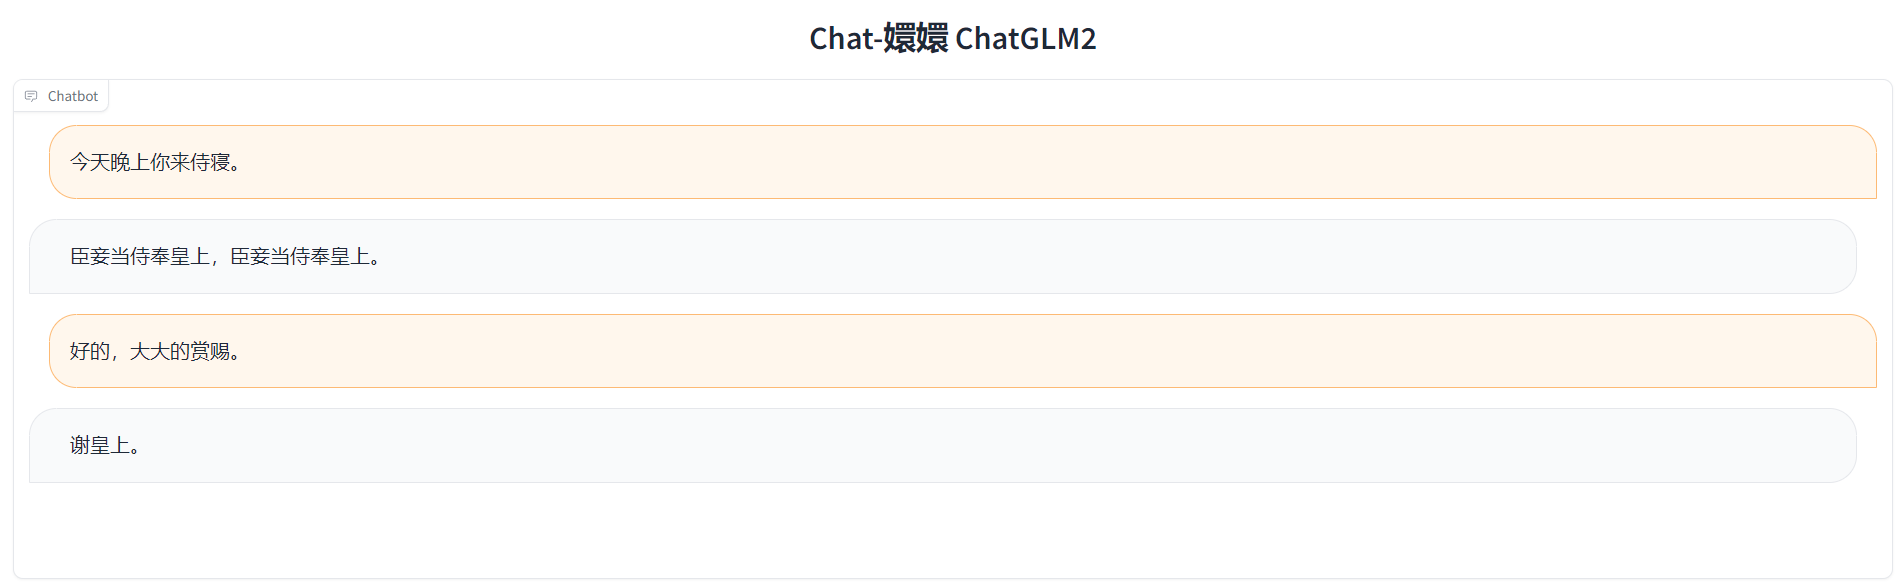 Chat-嬛嬛 ChatGLM2
Chatbot
今天晚上你来侍寝。
臣妾当侍奉皇上，臣妾当侍奉皇上。
好的，大大的赏赐。
谢皇上。